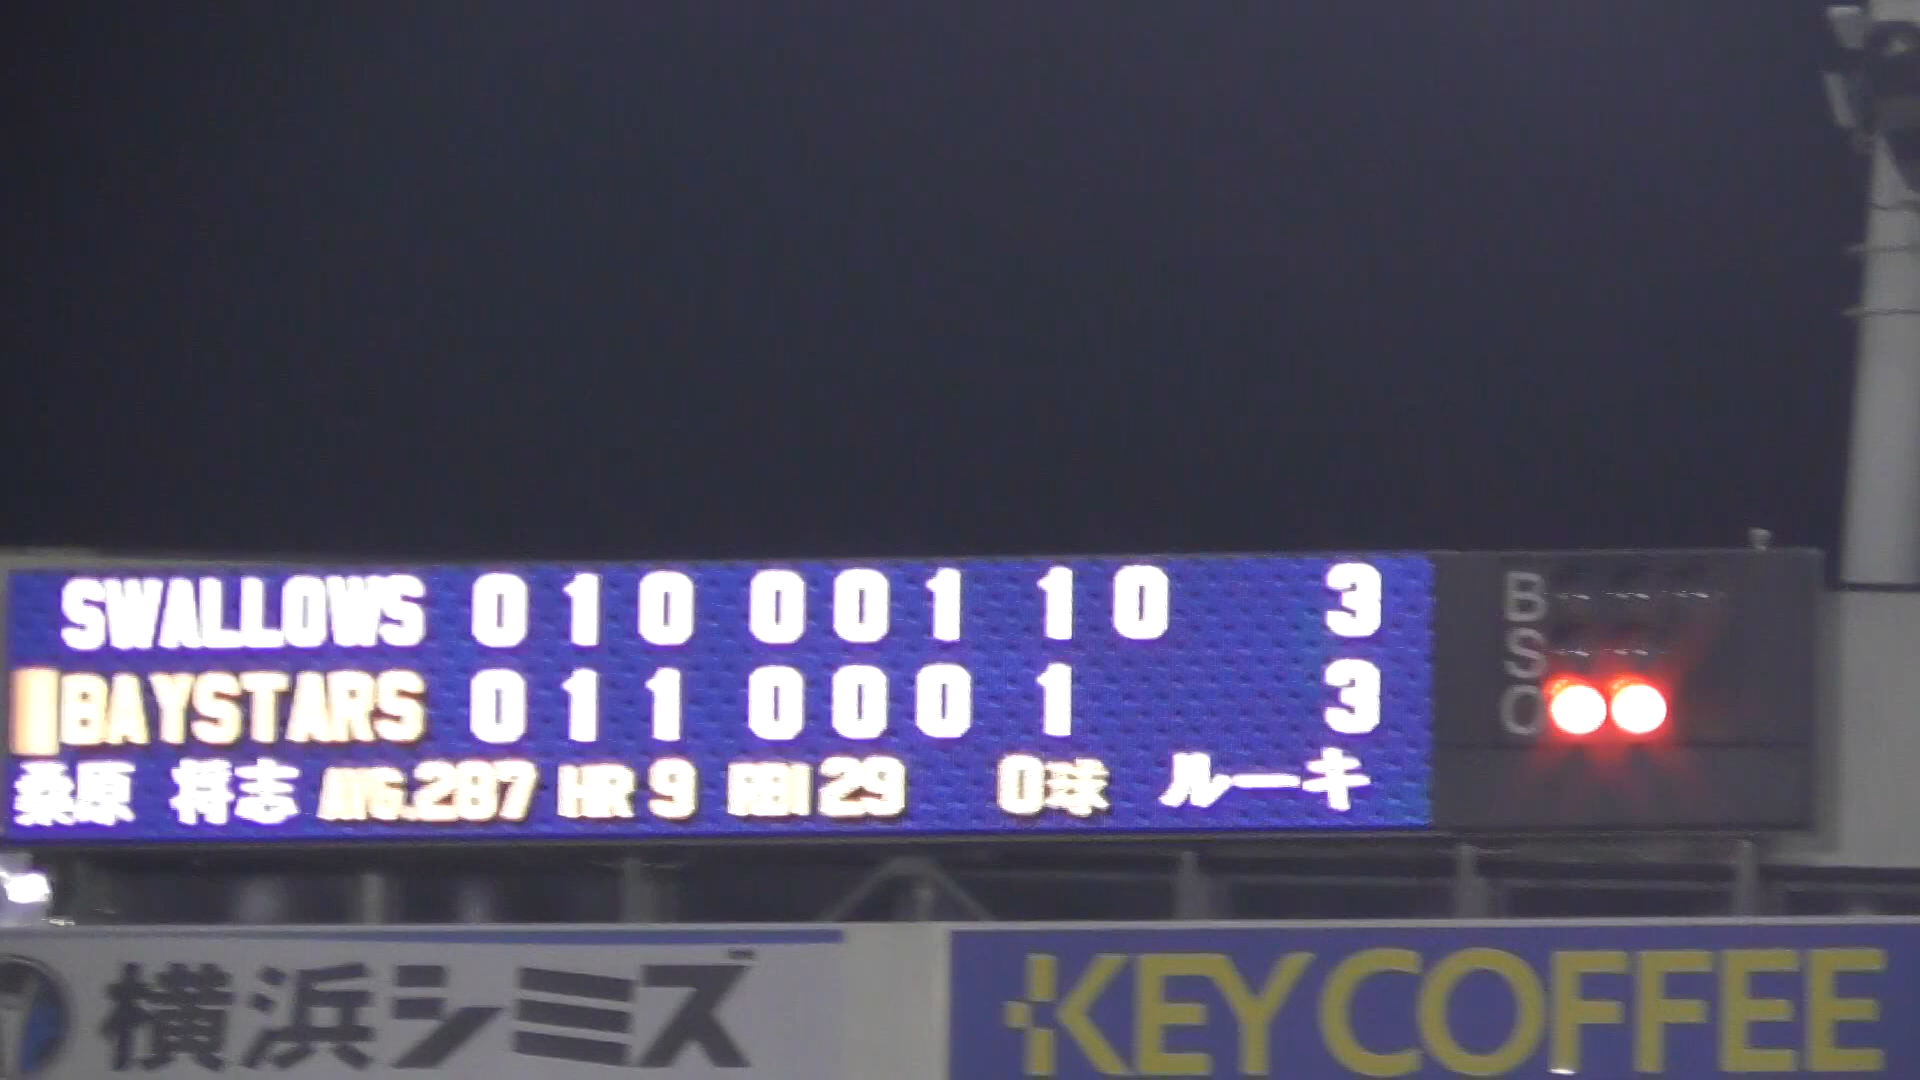 SWALLOWS 0 1 0 0 0 1 1 0 3
BAYSTARS 0 1 1 0 0 0 1 3
桑原 将志 AVG.287 HR 9 RBI 29 0球 ルーキ
B
S
O
横浜シミズ
KEY COFFEE